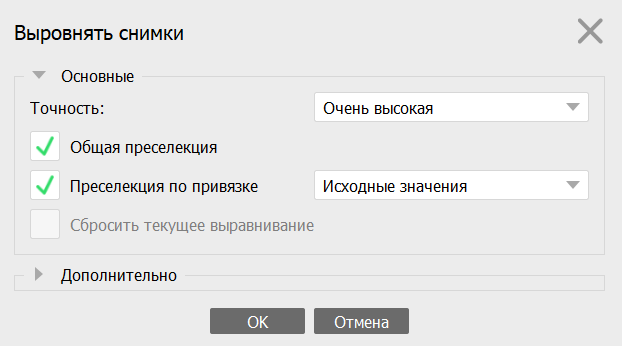 Выровнять снимки
Основные
Точность: Очень высокая
Общая преселекция
Преселекция по привязке Исходные значения
Сбросить текущее выравнивание
Дополнительно
OK Отмена